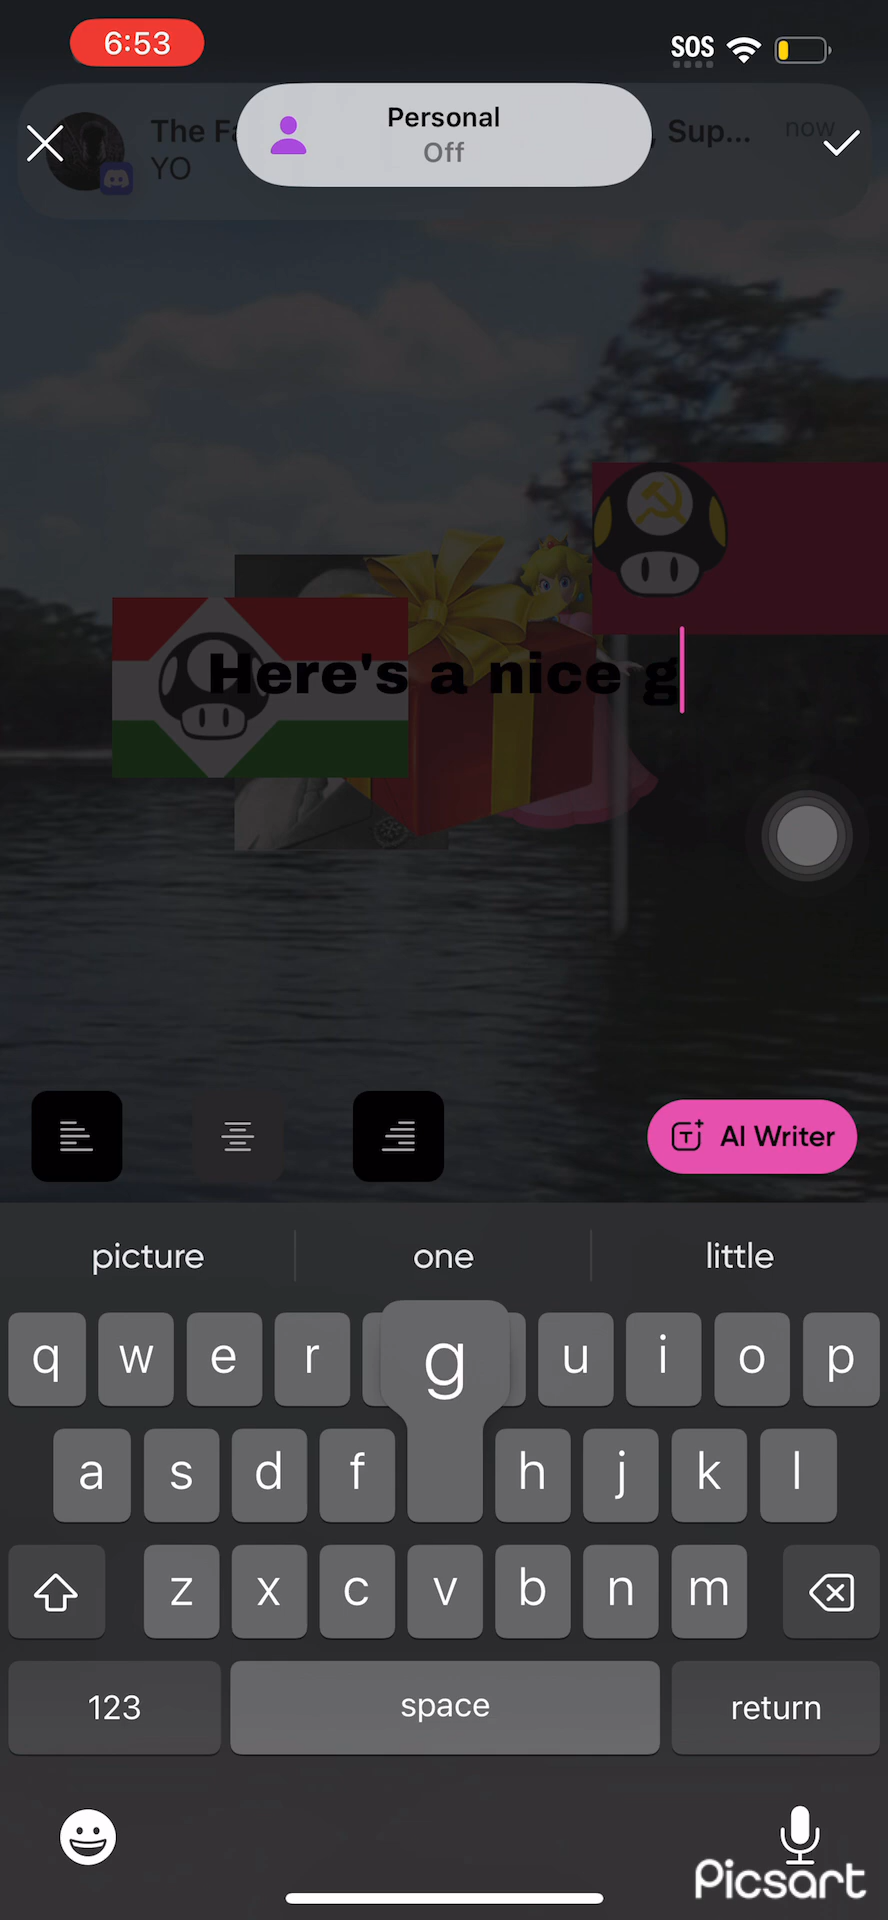 6:53
SOS
Personal
Off
The Fa
, Sup...
now
YO
Here's a nice g
AI Writer
picture
one
little
q w e r g u i o p
a s d f h j k l
z x c v b n m
123
space
return
Picsart